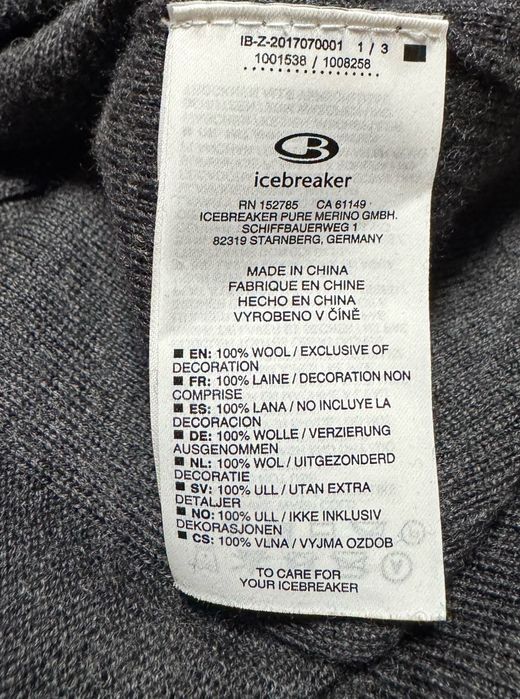 IB-Z-2017070001 1 / 3
1001538 / 1008258
icebreaker
RN 152785 CA 61149
ICEBREAKER PURE MERINO GMBH.
SCHIFFBAUERWEG 1
82319 STARNBERG, GERMANY
MADE IN CHINA
FABRIQUE EN CHINE
HECHO EN CHINA
VYROBENO V ČÍNĚ
EN: 100% WOOL / EXCLUSIVE OF
DECORATION
FR: 100% LAINE / DECORATION NON
COMPRISE
ES: 100% LANA / NO INCLUYE LA
DECORACION
DE: 100% WOLLE / VERZIERUNG
AUSGENOMMEN
NL: 100% WOL / UITGEZONDERD
DECORATIE
SV: 100% ULL / UTAN EXTRA
DETALJER
NO: 100% ULL / IKKE INKLUSIV
DEKORASJONEN
CS: 100% VLNA / VYJMA OZDOB
TO CARE FOR
YOUR ICEBREAKER